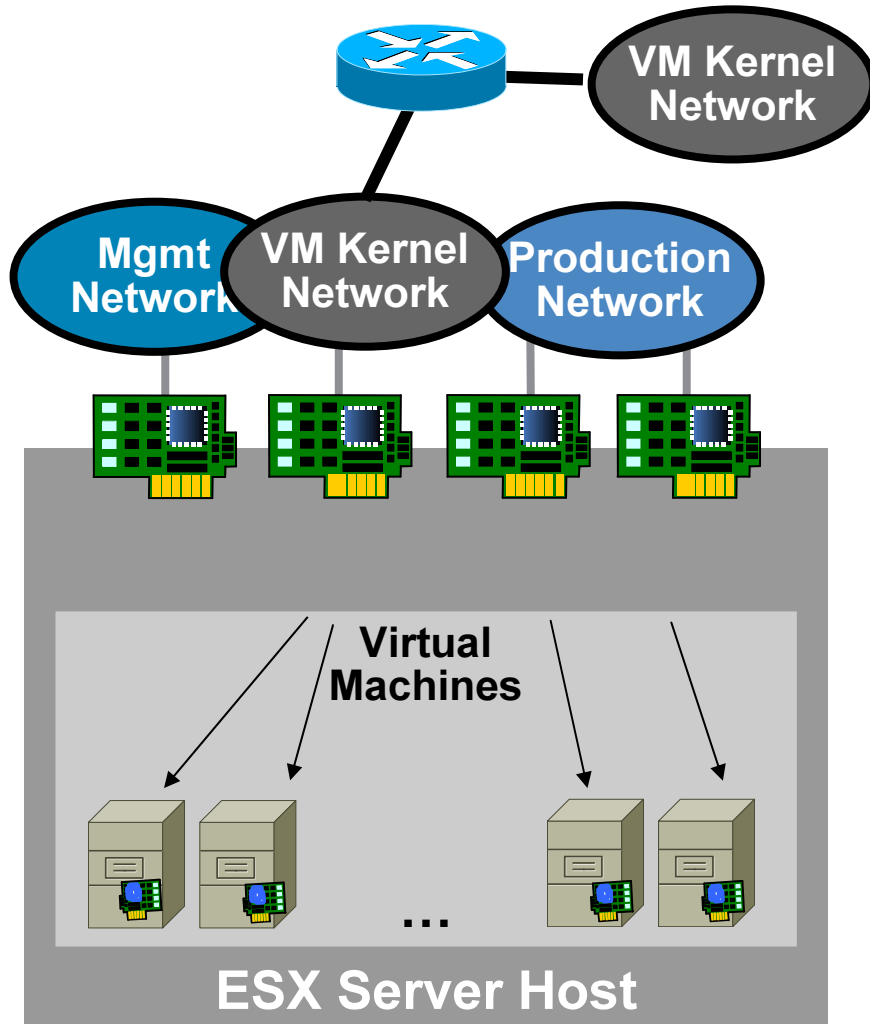 VM Kernel
Network
Mgmt
Network
VM Kernel
Network
Production
Network
Virtual
Machines
...
ESX Server Host